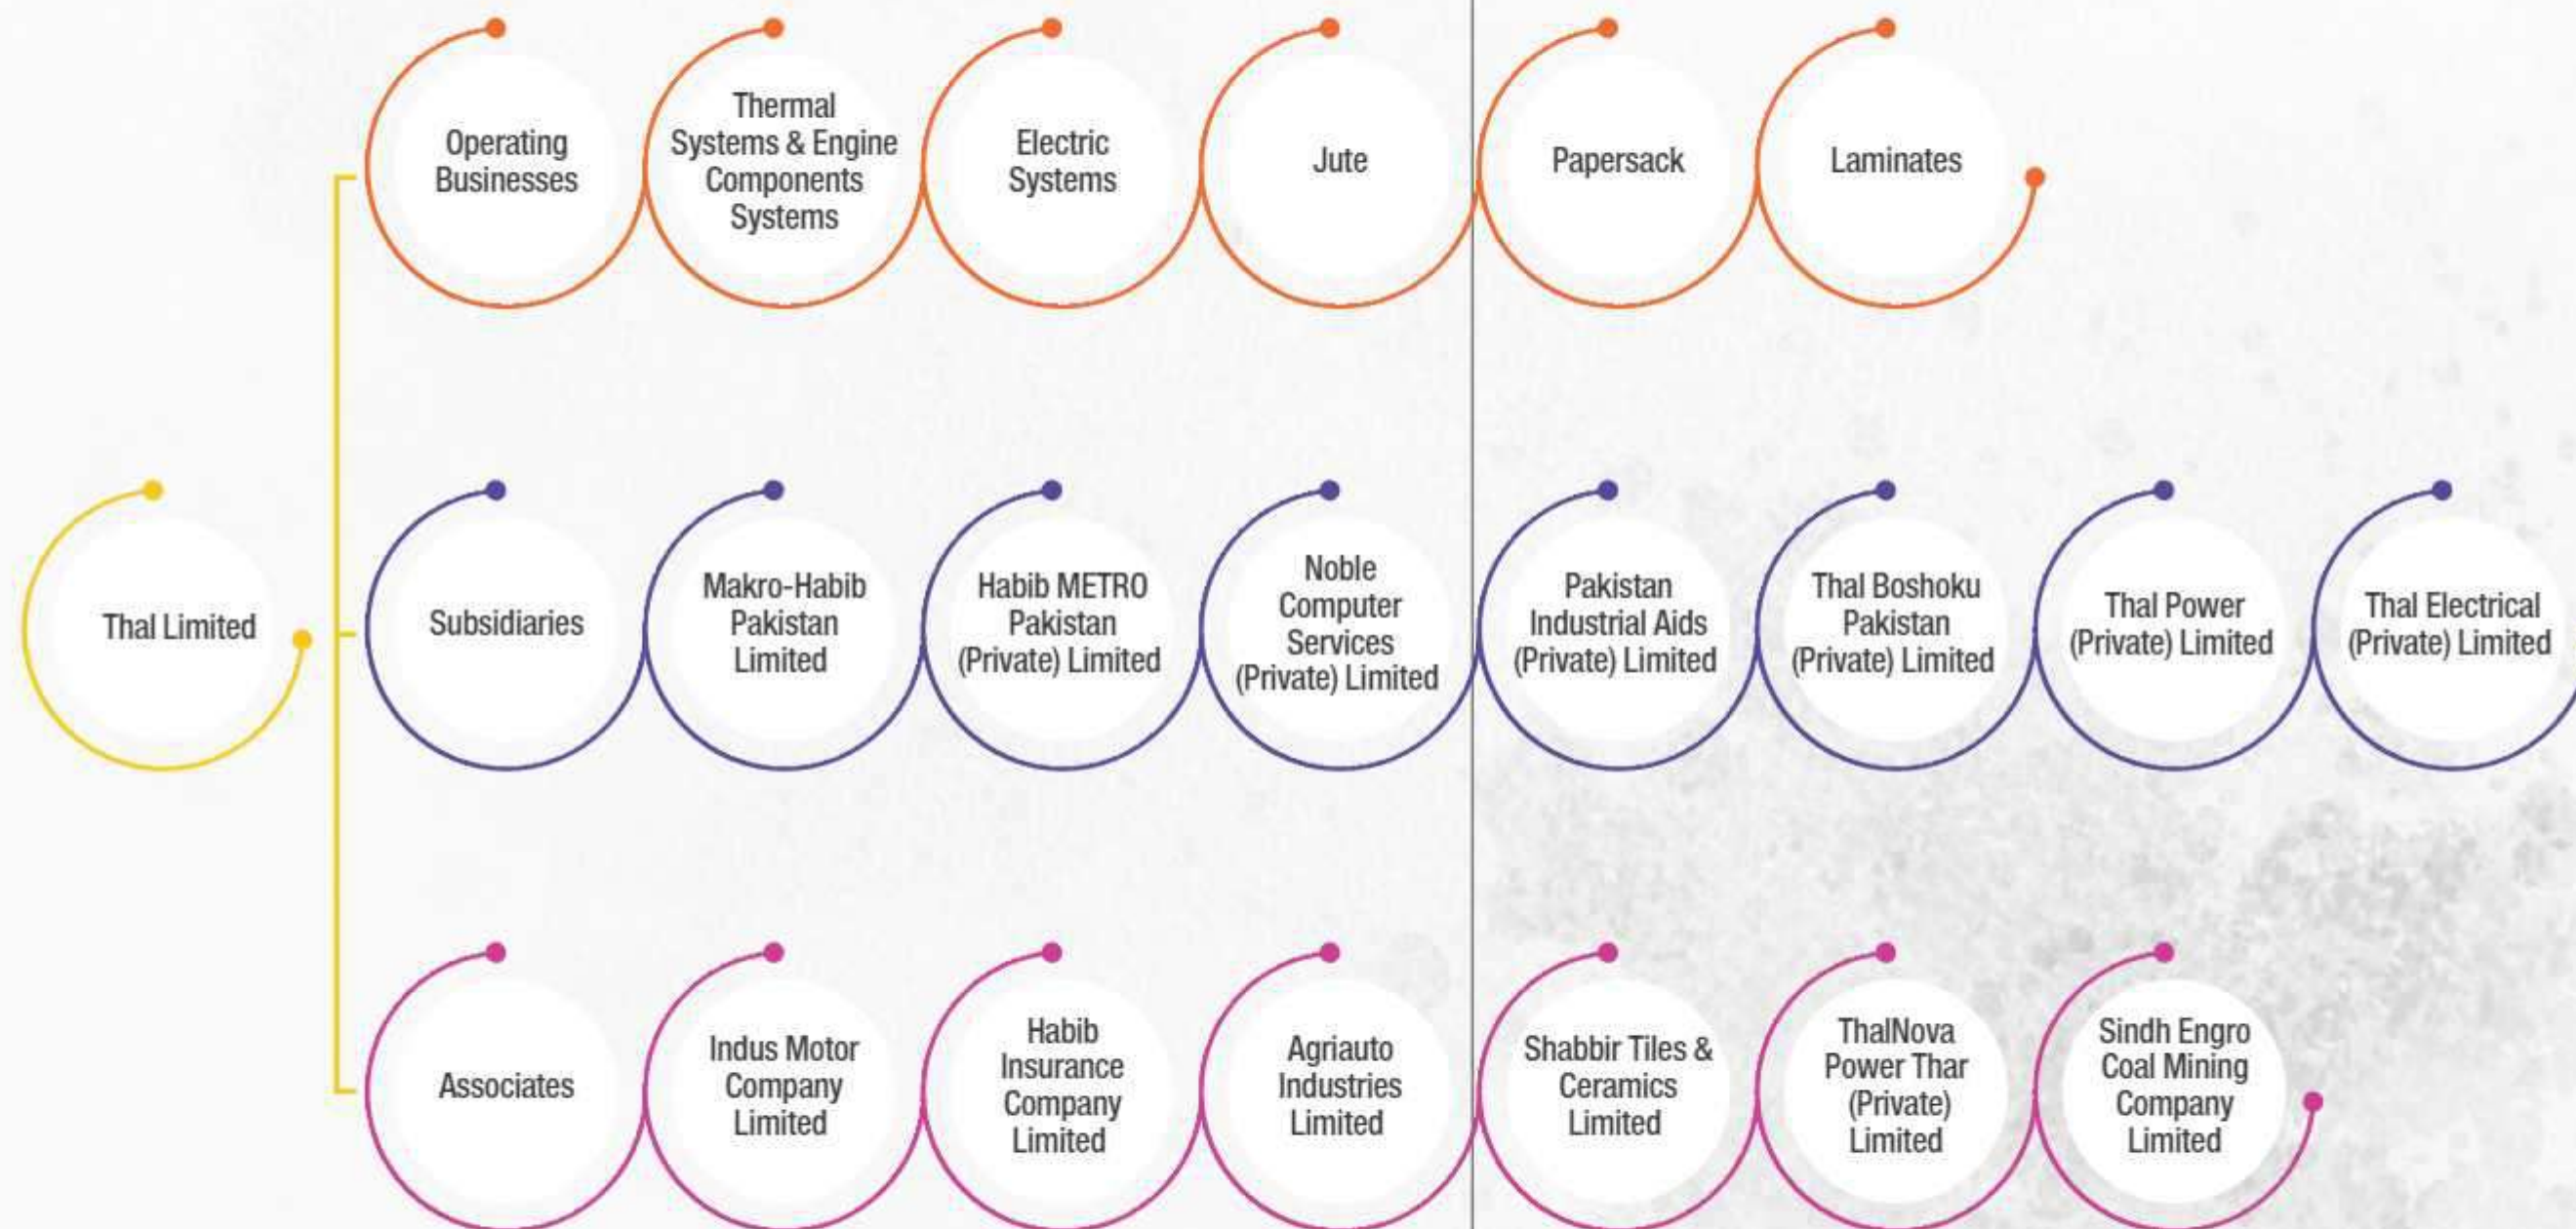 Operating
Businesses
Thermal
Systems & Engine
Components
Systems
Electric
Systems
Jute
Papersack
Laminates
Thal Limited
Subsidiaries
Makro-Habib
Pakistan
Limited
Habib METRO
Pakistan
(Private) Limited
Noble
Computer
Services
(Private) Limited
Pakistan
Industrial Aids
(Private) Limited
Thal Boshoku
Pakistan
(Private) Limited
Thal Power
(Private) Limited
Thal Electrical
(Private) Limited
Associates
Indus Motor
Company
Limited
Habib
Insurance
Company
Limited
Agriauto
Industries
Limited
Shabbir Tiles &
Ceramics
Limited
ThalNova
Power Thar
(Private)
Limited
Sindh Engro
Coal Mining
Company
Limited